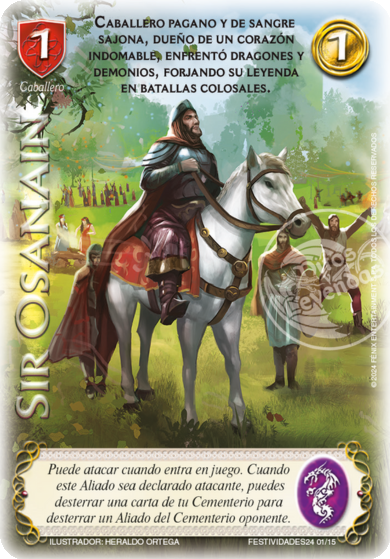 1
Caballero
Caballero pagano y de sangre
sajona, dueño de un corazón
indomable, enfrentó dragones y
demonios, forjando su leyenda
en batallas colosales.
1
Sir Osanain
Puede atacar cuando entra en juego. Cuando
este Aliado sea declarado atacante, puedes
desterrar una carta de tu Cementerio para
desterrar un Aliado del Cementerio oponente.
ILUSTRADOR: HERALDO ORTEGA
FESTIVIDADES24 01/15